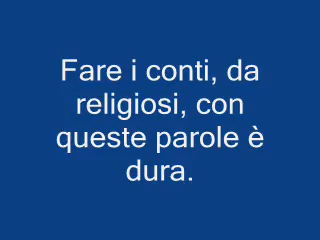 Fare i conti, da
religiosi, con
queste parole è
dura.